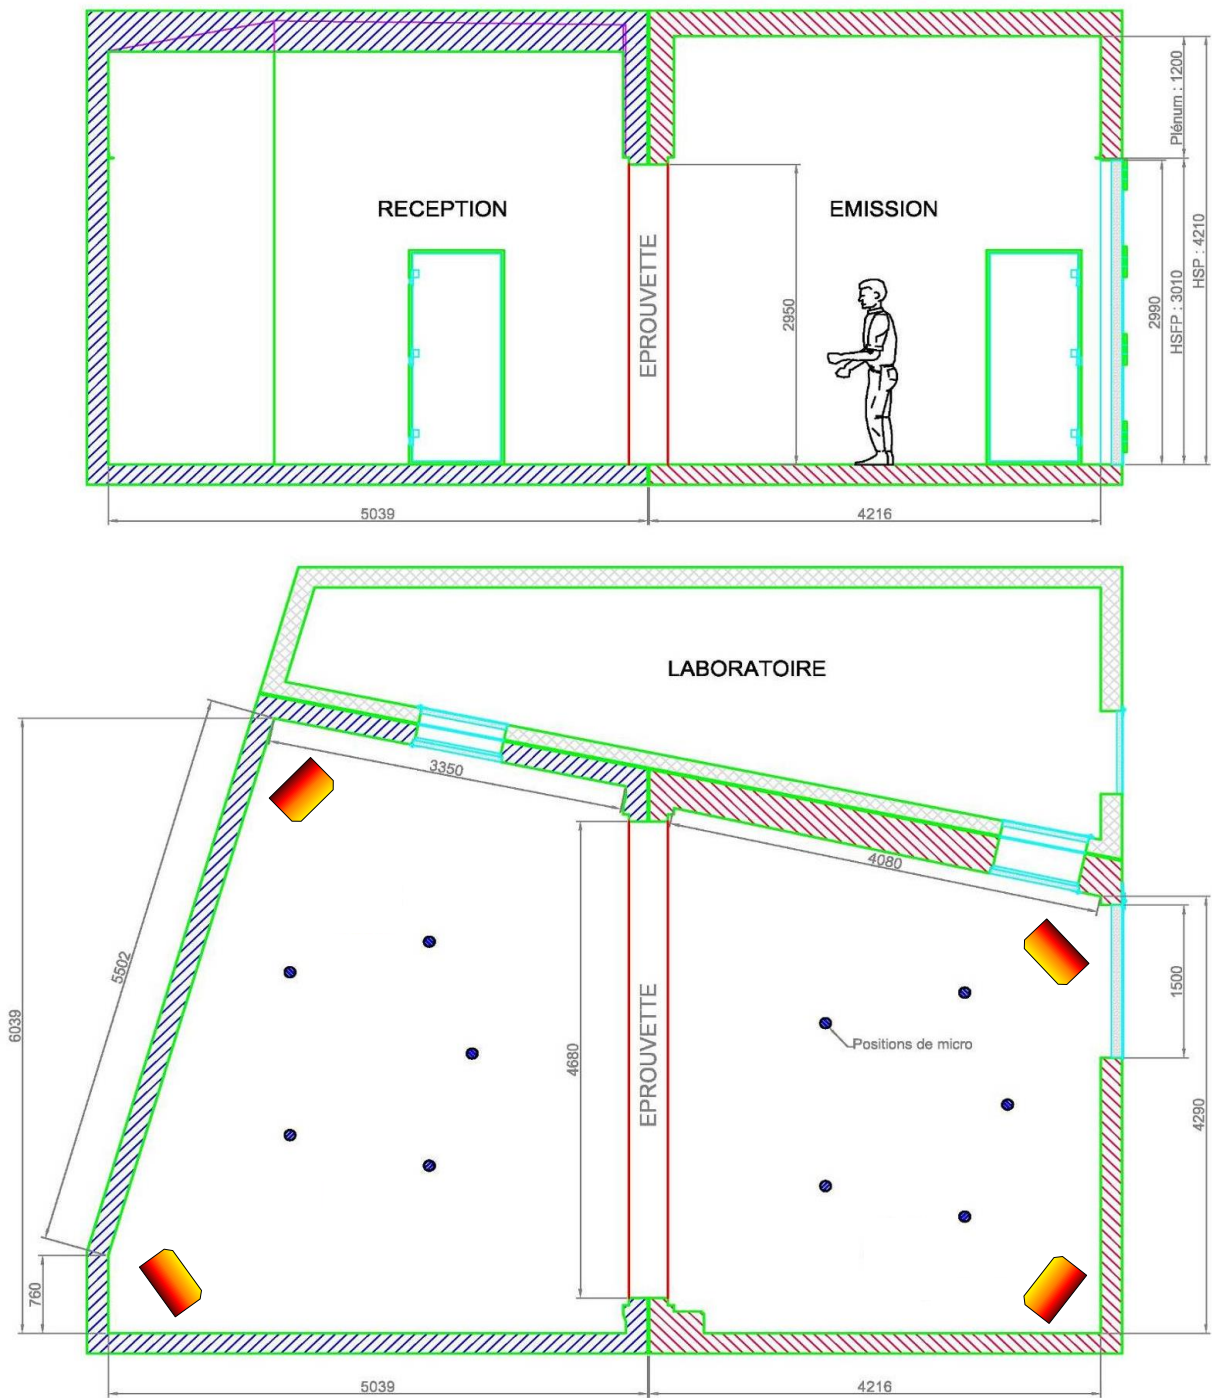 Plénum : 1200
RECEPTION
EMISSION
EPROUVETTE
2950
2990
HSFP : 3010
HSP : 4210
5039
4216
LABORATOIRE
3350
4080
5502
6039
1500
Positions de micro
EPROUVETTE
4680
4290
760
5039
4216